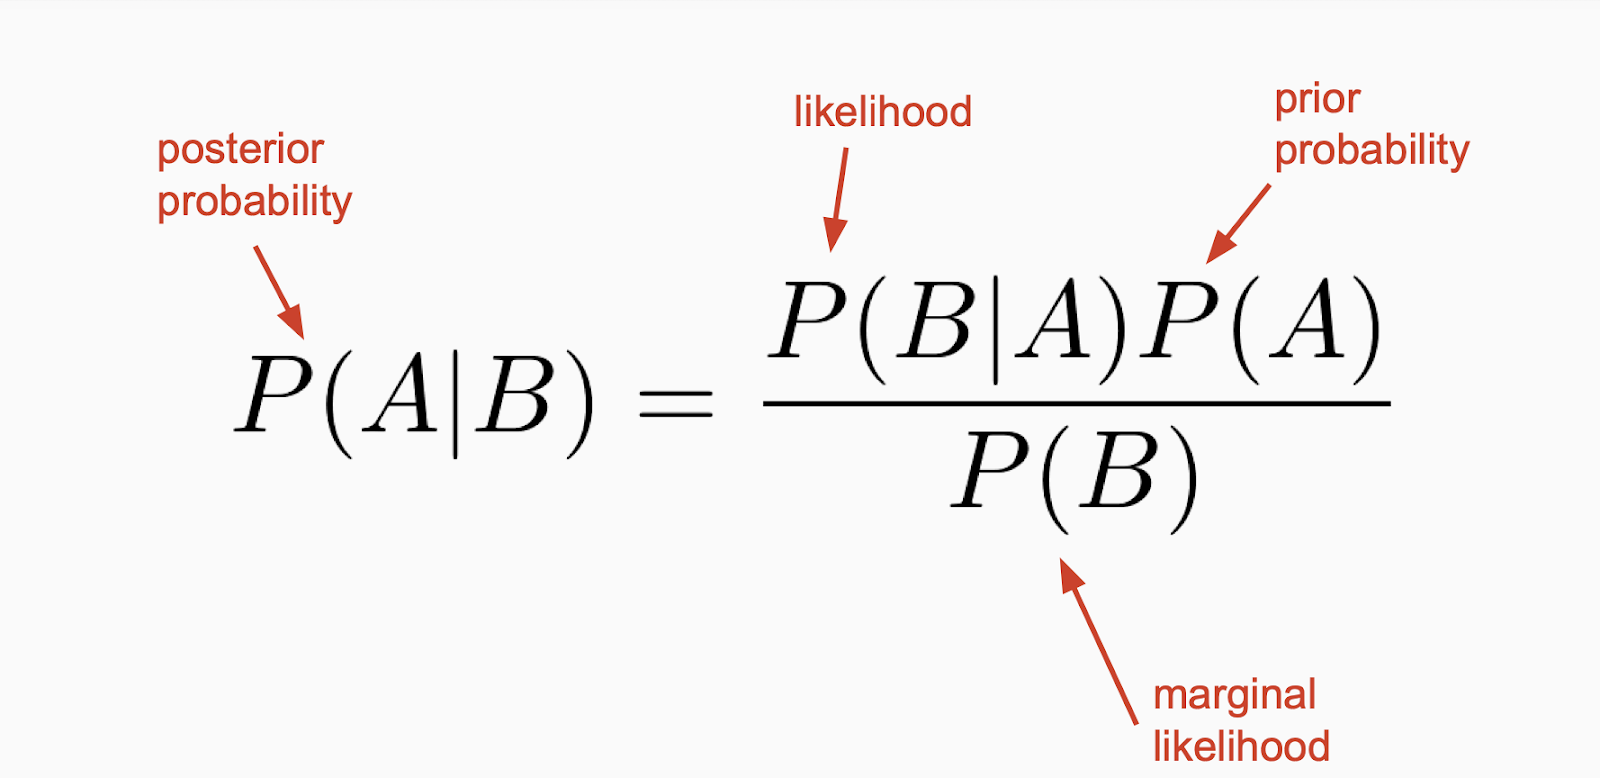 posterior
probability
likelihood
prior
probability
P(A|B) = P(B|A)P(A)
P(B)
marginal
likelihood